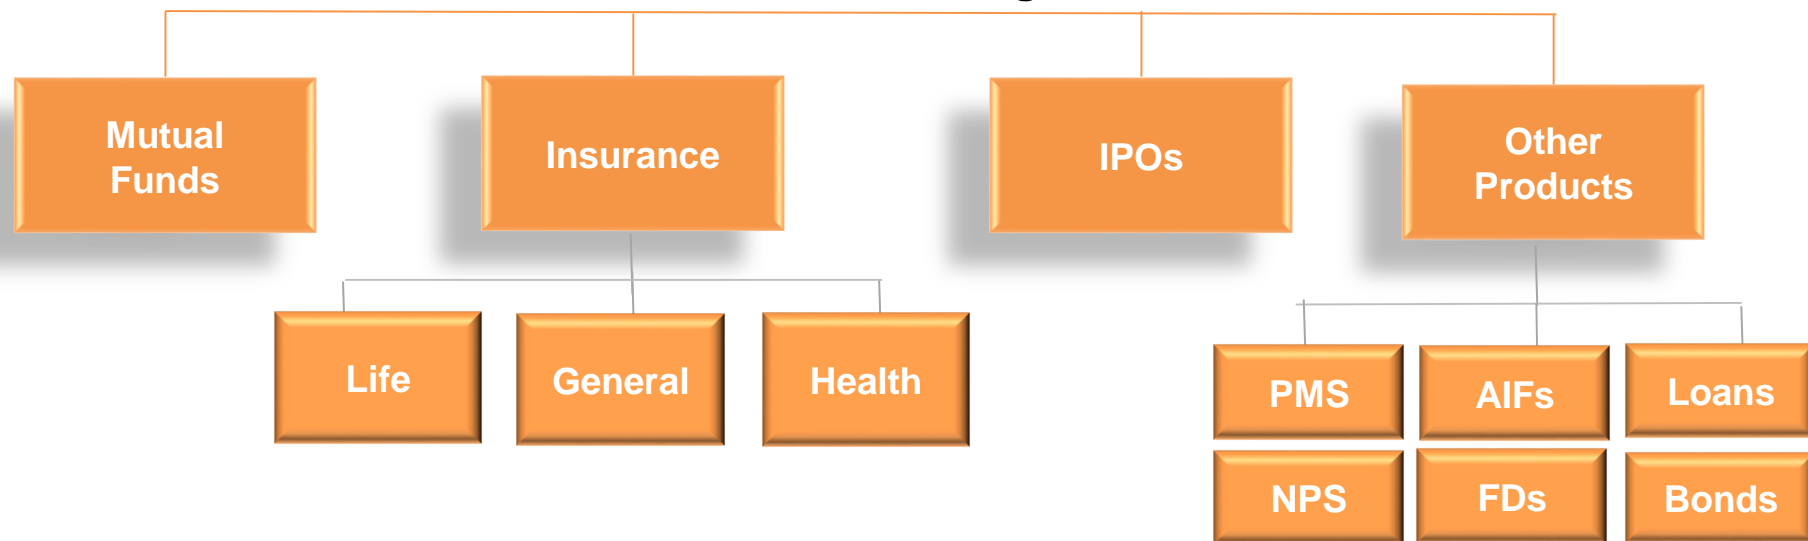 Mutual
Funds
Insurance
IPOs
Other
Products
Life
General
Health
PMS
AIFs
Loans
NPS
FDs
Bonds